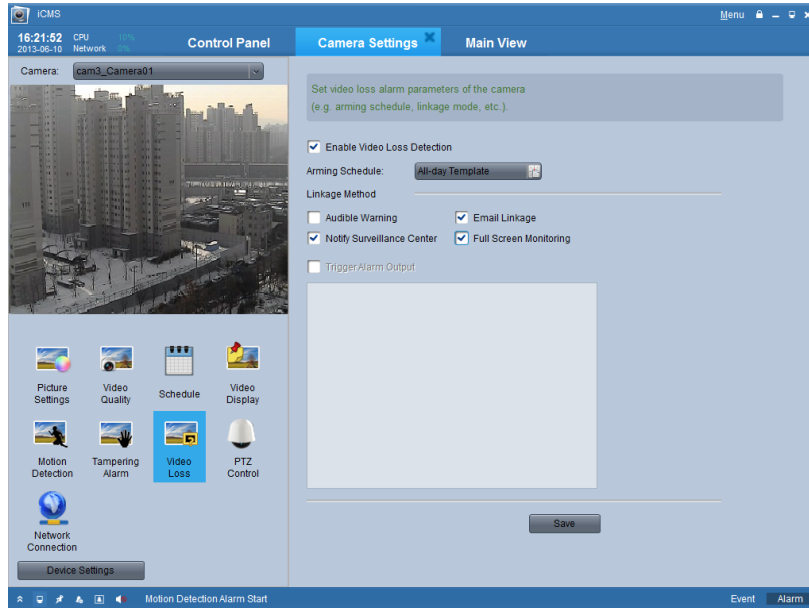 iCMS
Menu
16:21:52 CPU 10%
2013-06-10 Network 0%
Control Panel
Camera Settings
Main View
Camera: cam3_Camera01
Set video loss alarm parameters of the camera
(e.g. arming schedule, linkage mode, etc.).
Enable Video Loss Detection
Arming Schedule: All-day Template
Linkage Method
Audible Warning
Email Linkage
Notify Surveillance Center
Full Screen Monitoring
Trigger Alarm Output
Picture
Settings
Video
Quality
Schedule
Video
Display
Motion
Detection
Tampering
Alarm
Video
Loss
PTZ
Control
Network
Connection
Device Settings
Save
Motion Detection Alarm Start
Event
Alarm